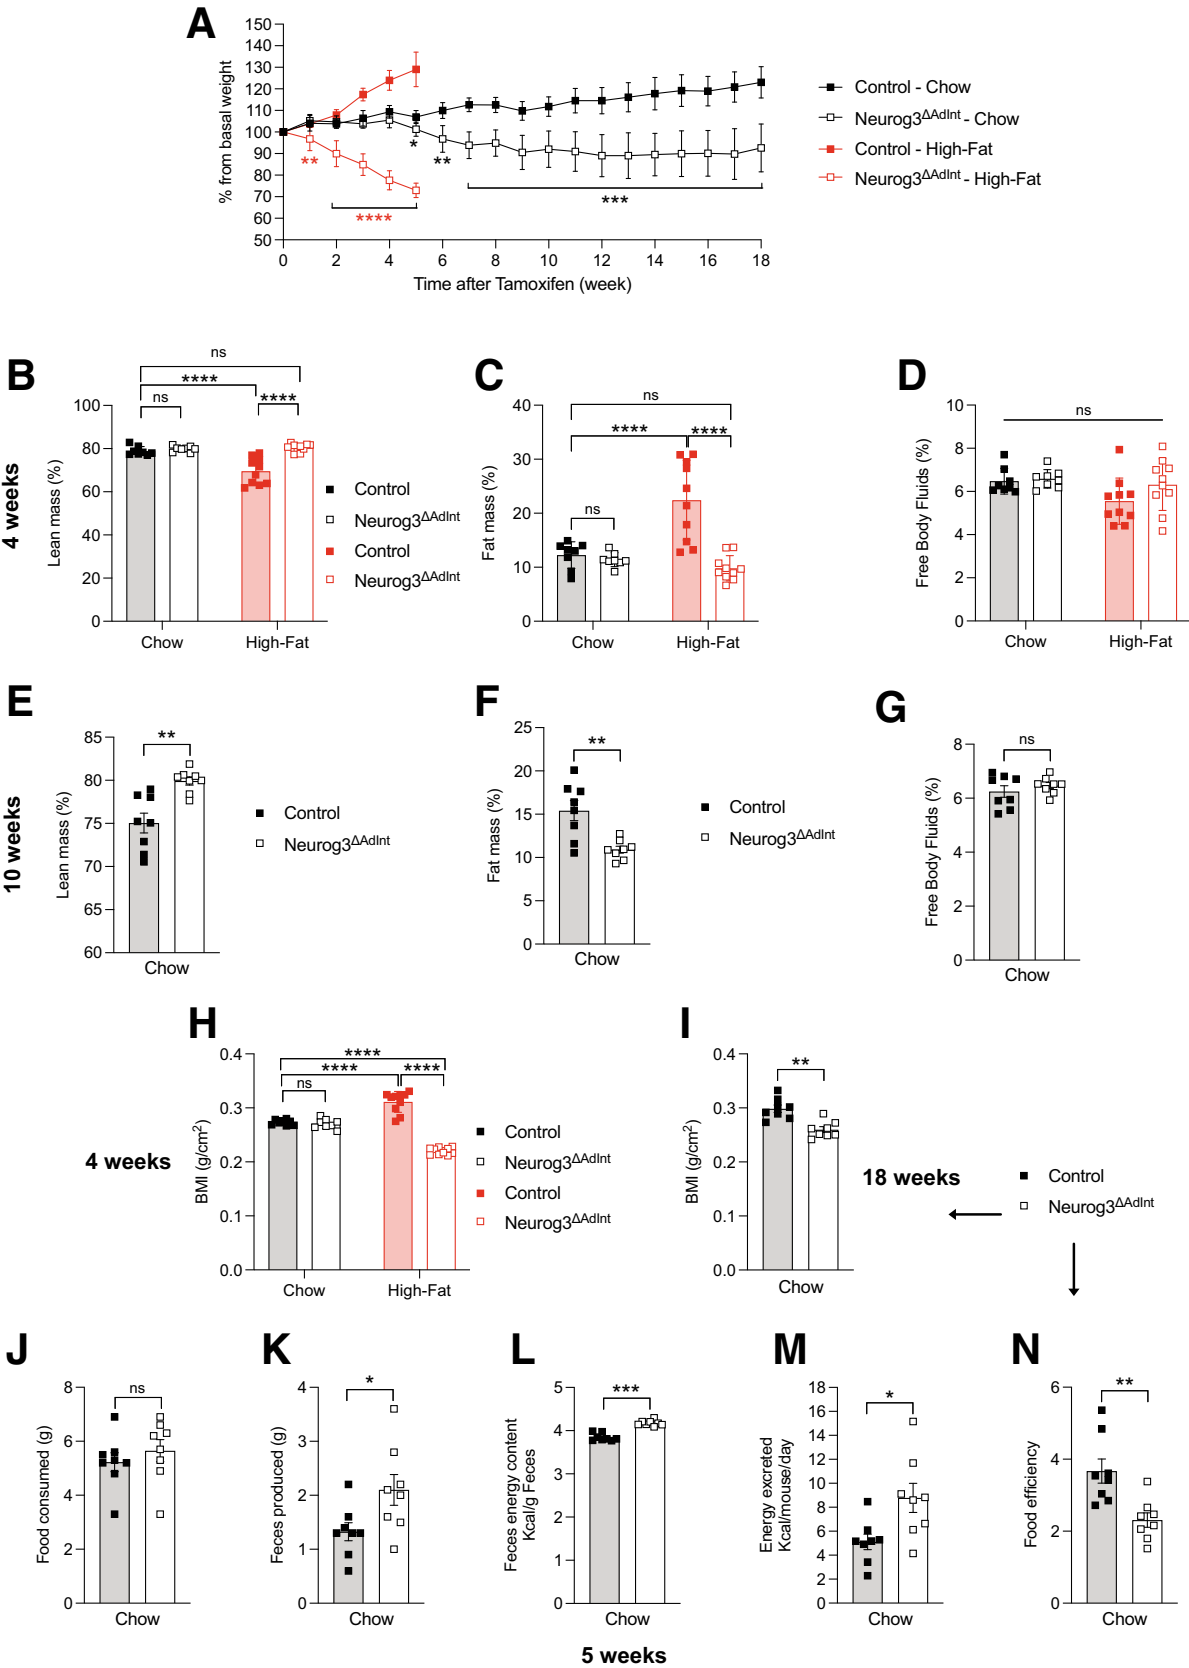 A
150
140
130
120
110
100
90
80
70
60
50
% from basal weight
**
****
*
**
***
0 2 4 6 8 10 12 14 16 18
Time after Tamoxifen (week)
Control - Chow
Neurog3ΔAdInt - Chow
Control - High-Fat
Neurog3ΔAdInt - High-Fat
4 weeks
B
ns
****
ns
****
100
80
60
40
20
0
Lean mass (%)
Chow High-Fat
Control
Neurog3ΔAdInt
Control
Neurog3ΔAdInt
C
ns
****
****
ns
40
30
20
10
0
Fat mass (%)
Chow High-Fat
D
ns
10
8
6
4
2
0
Free Body Fluids (%)
Chow High-Fat
10 weeks
E
**
85
80
75
70
65
60
Lean mass (%)
Chow
Control
Neurog3ΔAdInt
F
**
25
20
15
10
5
0
Fat mass (%)
Chow
Control
Neurog3ΔAdInt
G
ns
8
6
4
2
0
Free Body Fluids (%)
Chow
4 weeks
H
****
****
****
ns
0.4
0.3
0.2
0.1
0.0
BMI (g/cm2)
Chow High-Fat
Control
Neurog3ΔAdInt
Control
Neurog3ΔAdInt
I
**
0.4
0.3
0.2
0.1
0.0
BMI (g/cm2)
Chow
18 weeks
Control
Neurog3ΔAdInt
J
ns
8
6
4
2
0
Food consumed (g)
Chow
K
*
4
3
2
1
0
Feces produced (g)
Chow
L
***
5
4
3
2
1
0
Feces energy content
Kcal/g Feces
Chow
M
*
18
16
14
12
10
8
6
4
2
0
Energy excreted
Kcal/mouse/day
Chow
N
**
6
4
2
0
Food efficiency
Chow
5 weeks